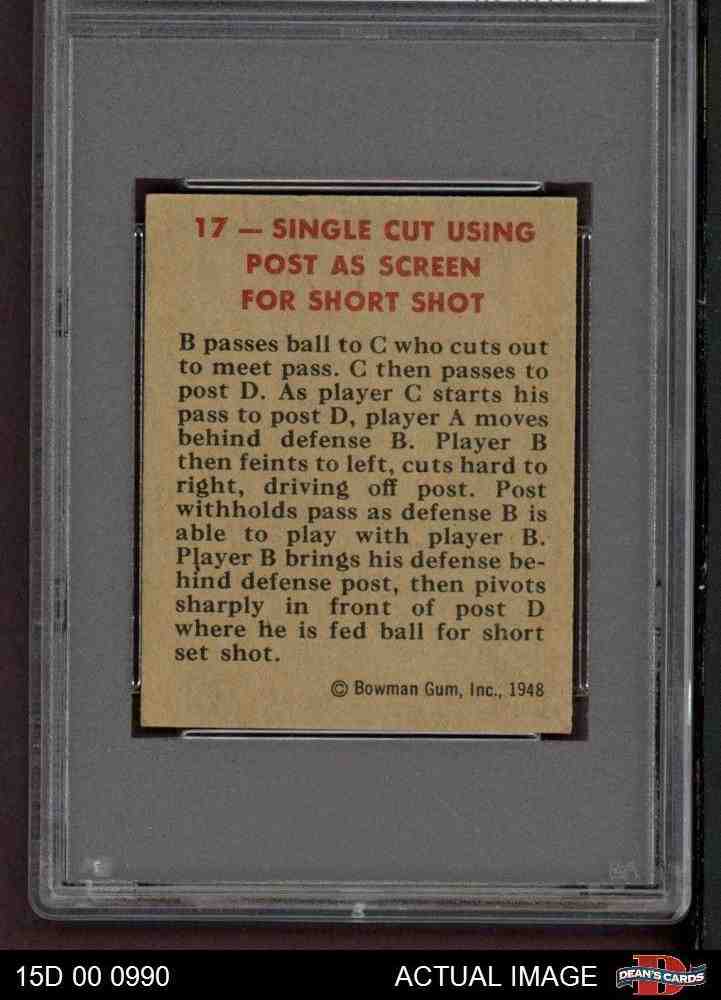 17 — SINGLE CUT USING
POST AS SCREEN
FOR SHORT SHOT
B passes ball to C who cuts out
to meet pass. C then passes to
post D. As player C starts his
pass to post D, player A moves
behind defense B. Player B
then feints to left, cuts hard to
right, driving off post. Post
withholds pass as defense B is
able to play with player B.
Player B brings his defense be-
hind defense post, then pivots
sharply in front of post D
where he is fed ball for short
set shot.
© Bowman Gum, Inc., 1948
15D 00 0990
ACTUAL IMAGE
DEAN'S CARDS